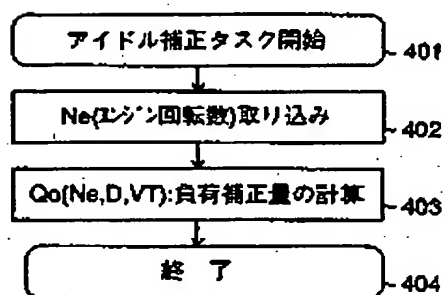 アイドル補正タスク開始
401
Ne(エンジン回転数)取り込み
402
Qo(Ne,D,VT):負荷補正量の計算
403
終 了
404